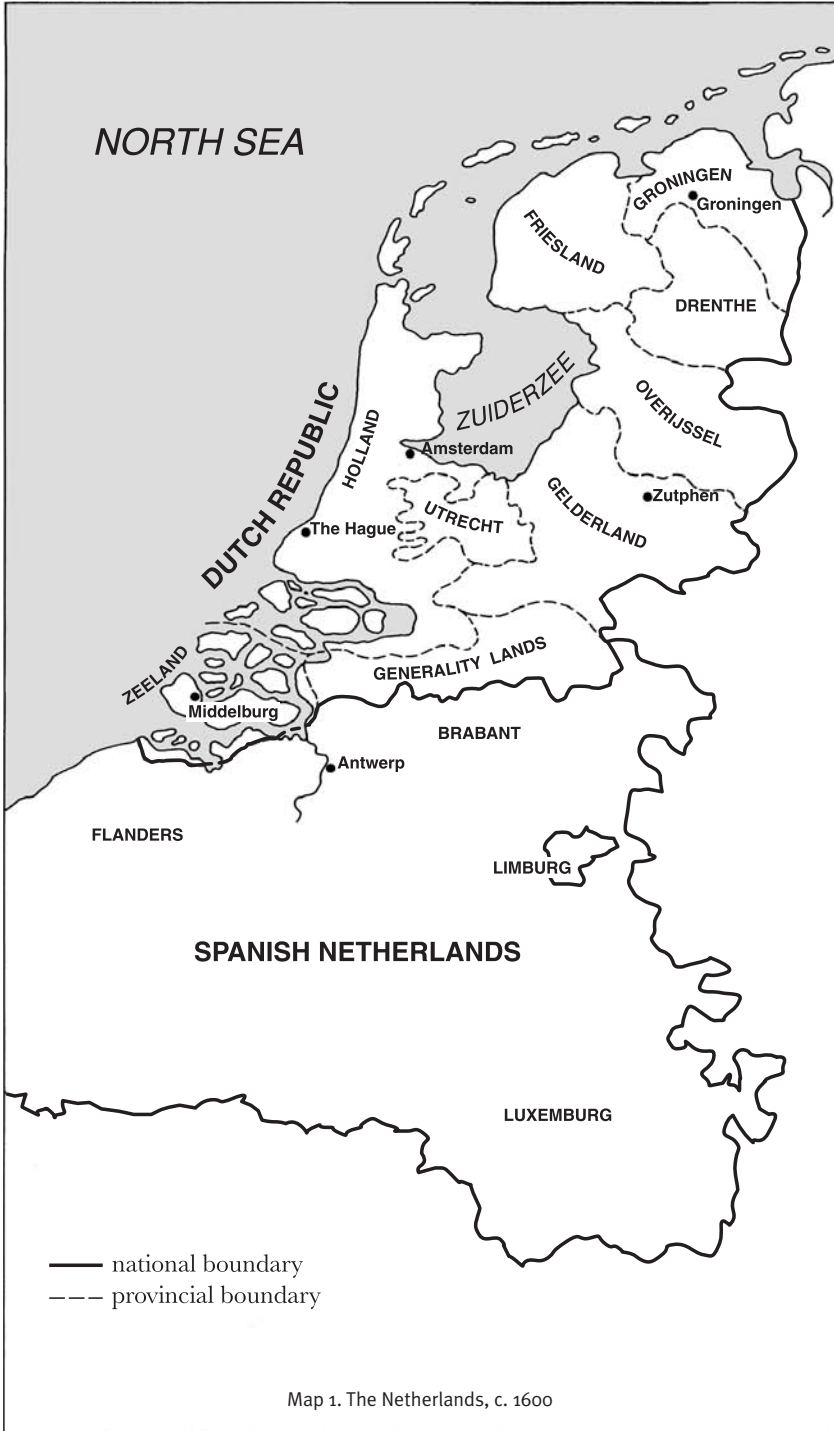 NORTH SEA
GRONINGEN
Groningen
FRIESLAND
DRENTHE
ZUIDERZEE
OVERIJSSEL
DUTCH REPUBLIC
HOLLAND
Amsterdam
Zutphen
GELDERLAND
UTRECHT
The Hague
ZEELAND
GENERALITY LANDS
Middelburg
BRABANT
Antwerp
FLANDERS
LIMBURG
SPANISH NETHERLANDS
LUXEMBURG
national boundary
provincial boundary
Map 1. The Netherlands, c. 1600